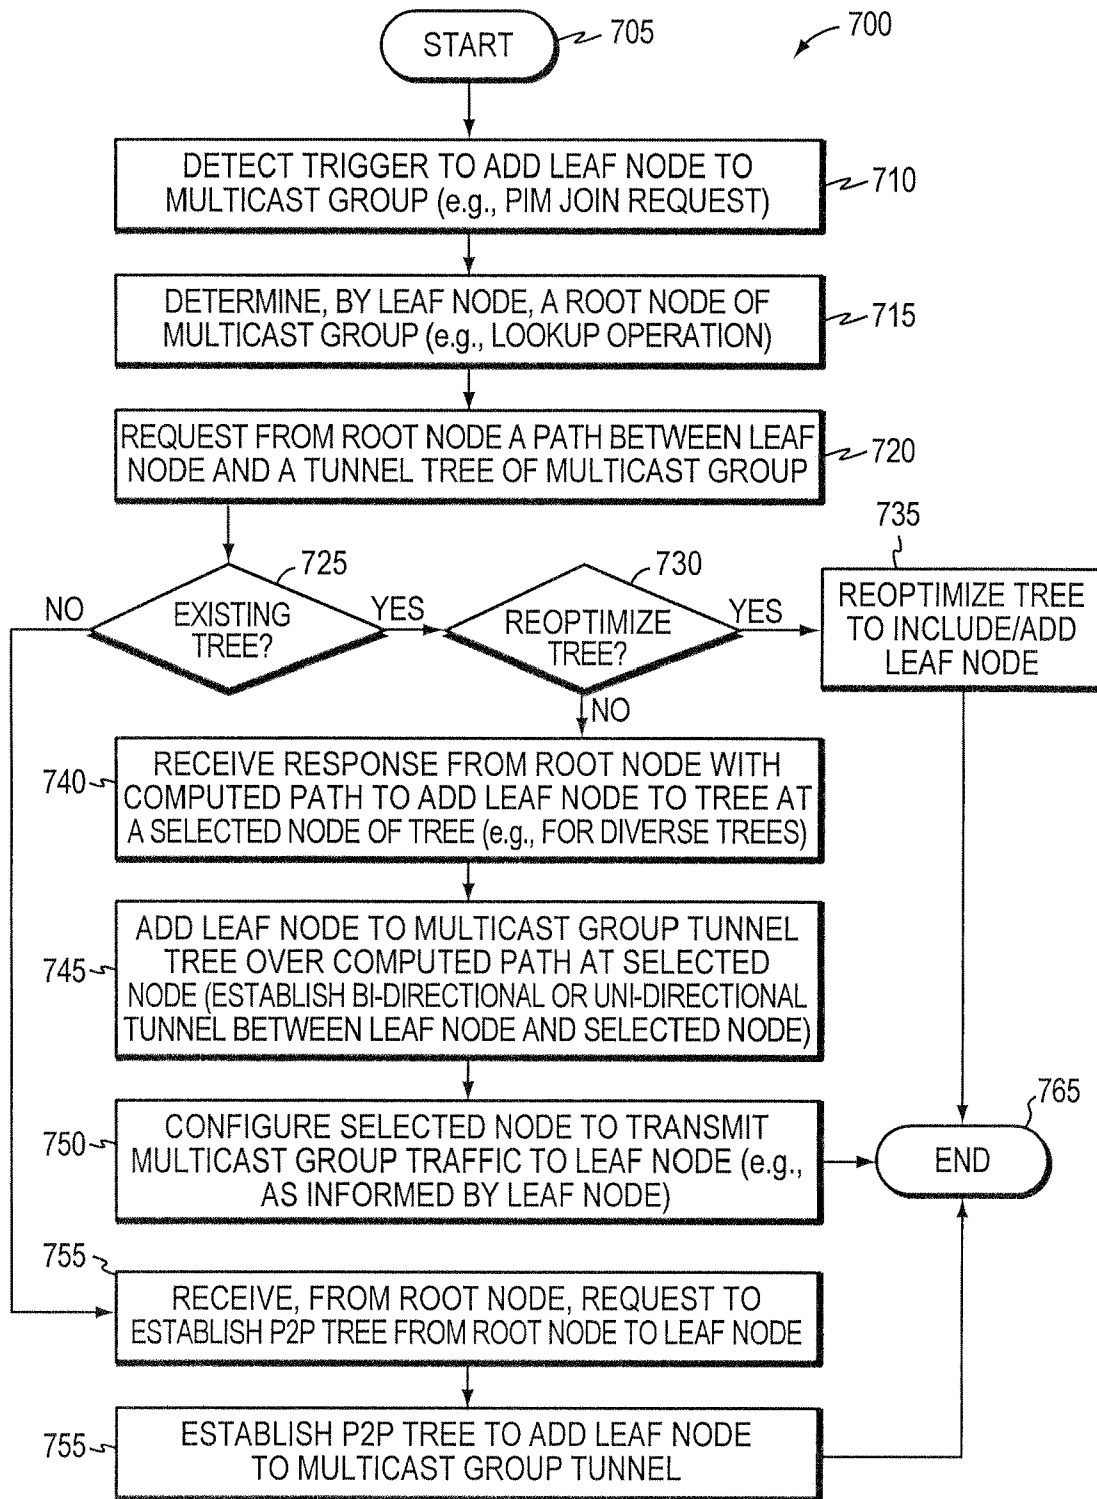 START
705
700
DETECT TRIGGER TO ADD LEAF NODE TO
MULTICAST GROUP (e.g., PIM JOIN REQUEST)
710
DETERMINE, BY LEAF NODE, A ROOT NODE OF
MULTICAST GROUP (e.g., LOOKUP OPERATION)
715
REQUEST FROM ROOT NODE A PATH BETWEEN LEAF
NODE AND A TUNNEL TREE OF MULTICAST GROUP
720
725
EXISTING
TREE?
NO
YES
730
REOPTIMIZE
TREE?
YES
NO
735
REOPTIMIZE TREE
TO INCLUDE/ADD
LEAF NODE
740
RECEIVE RESPONSE FROM ROOT NODE WITH
COMPUTED PATH TO ADD LEAF NODE TO TREE AT
A SELECTED NODE OF TREE (e.g., FOR DIVERSE TREES)
745
ADD LEAF NODE TO MULTICAST GROUP TUNNEL
TREE OVER COMPUTED PATH AT SELECTED
NODE (ESTABLISH BI-DIRECTIONAL OR UNI-DIRECTIONAL
TUNNEL BETWEEN LEAF NODE AND SELECTED NODE)
750
CONFIGURE SELECTED NODE TO TRANSMIT
MULTICAST GROUP TRAFFIC TO LEAF NODE (e.g.,
AS INFORMED BY LEAF NODE)
765
END
755
RECEIVE, FROM ROOT NODE, REQUEST TO
ESTABLISH P2P TREE FROM ROOT NODE TO LEAF NODE
755
ESTABLISH P2P TREE TO ADD LEAF NODE
TO MULTICAST GROUP TUNNEL